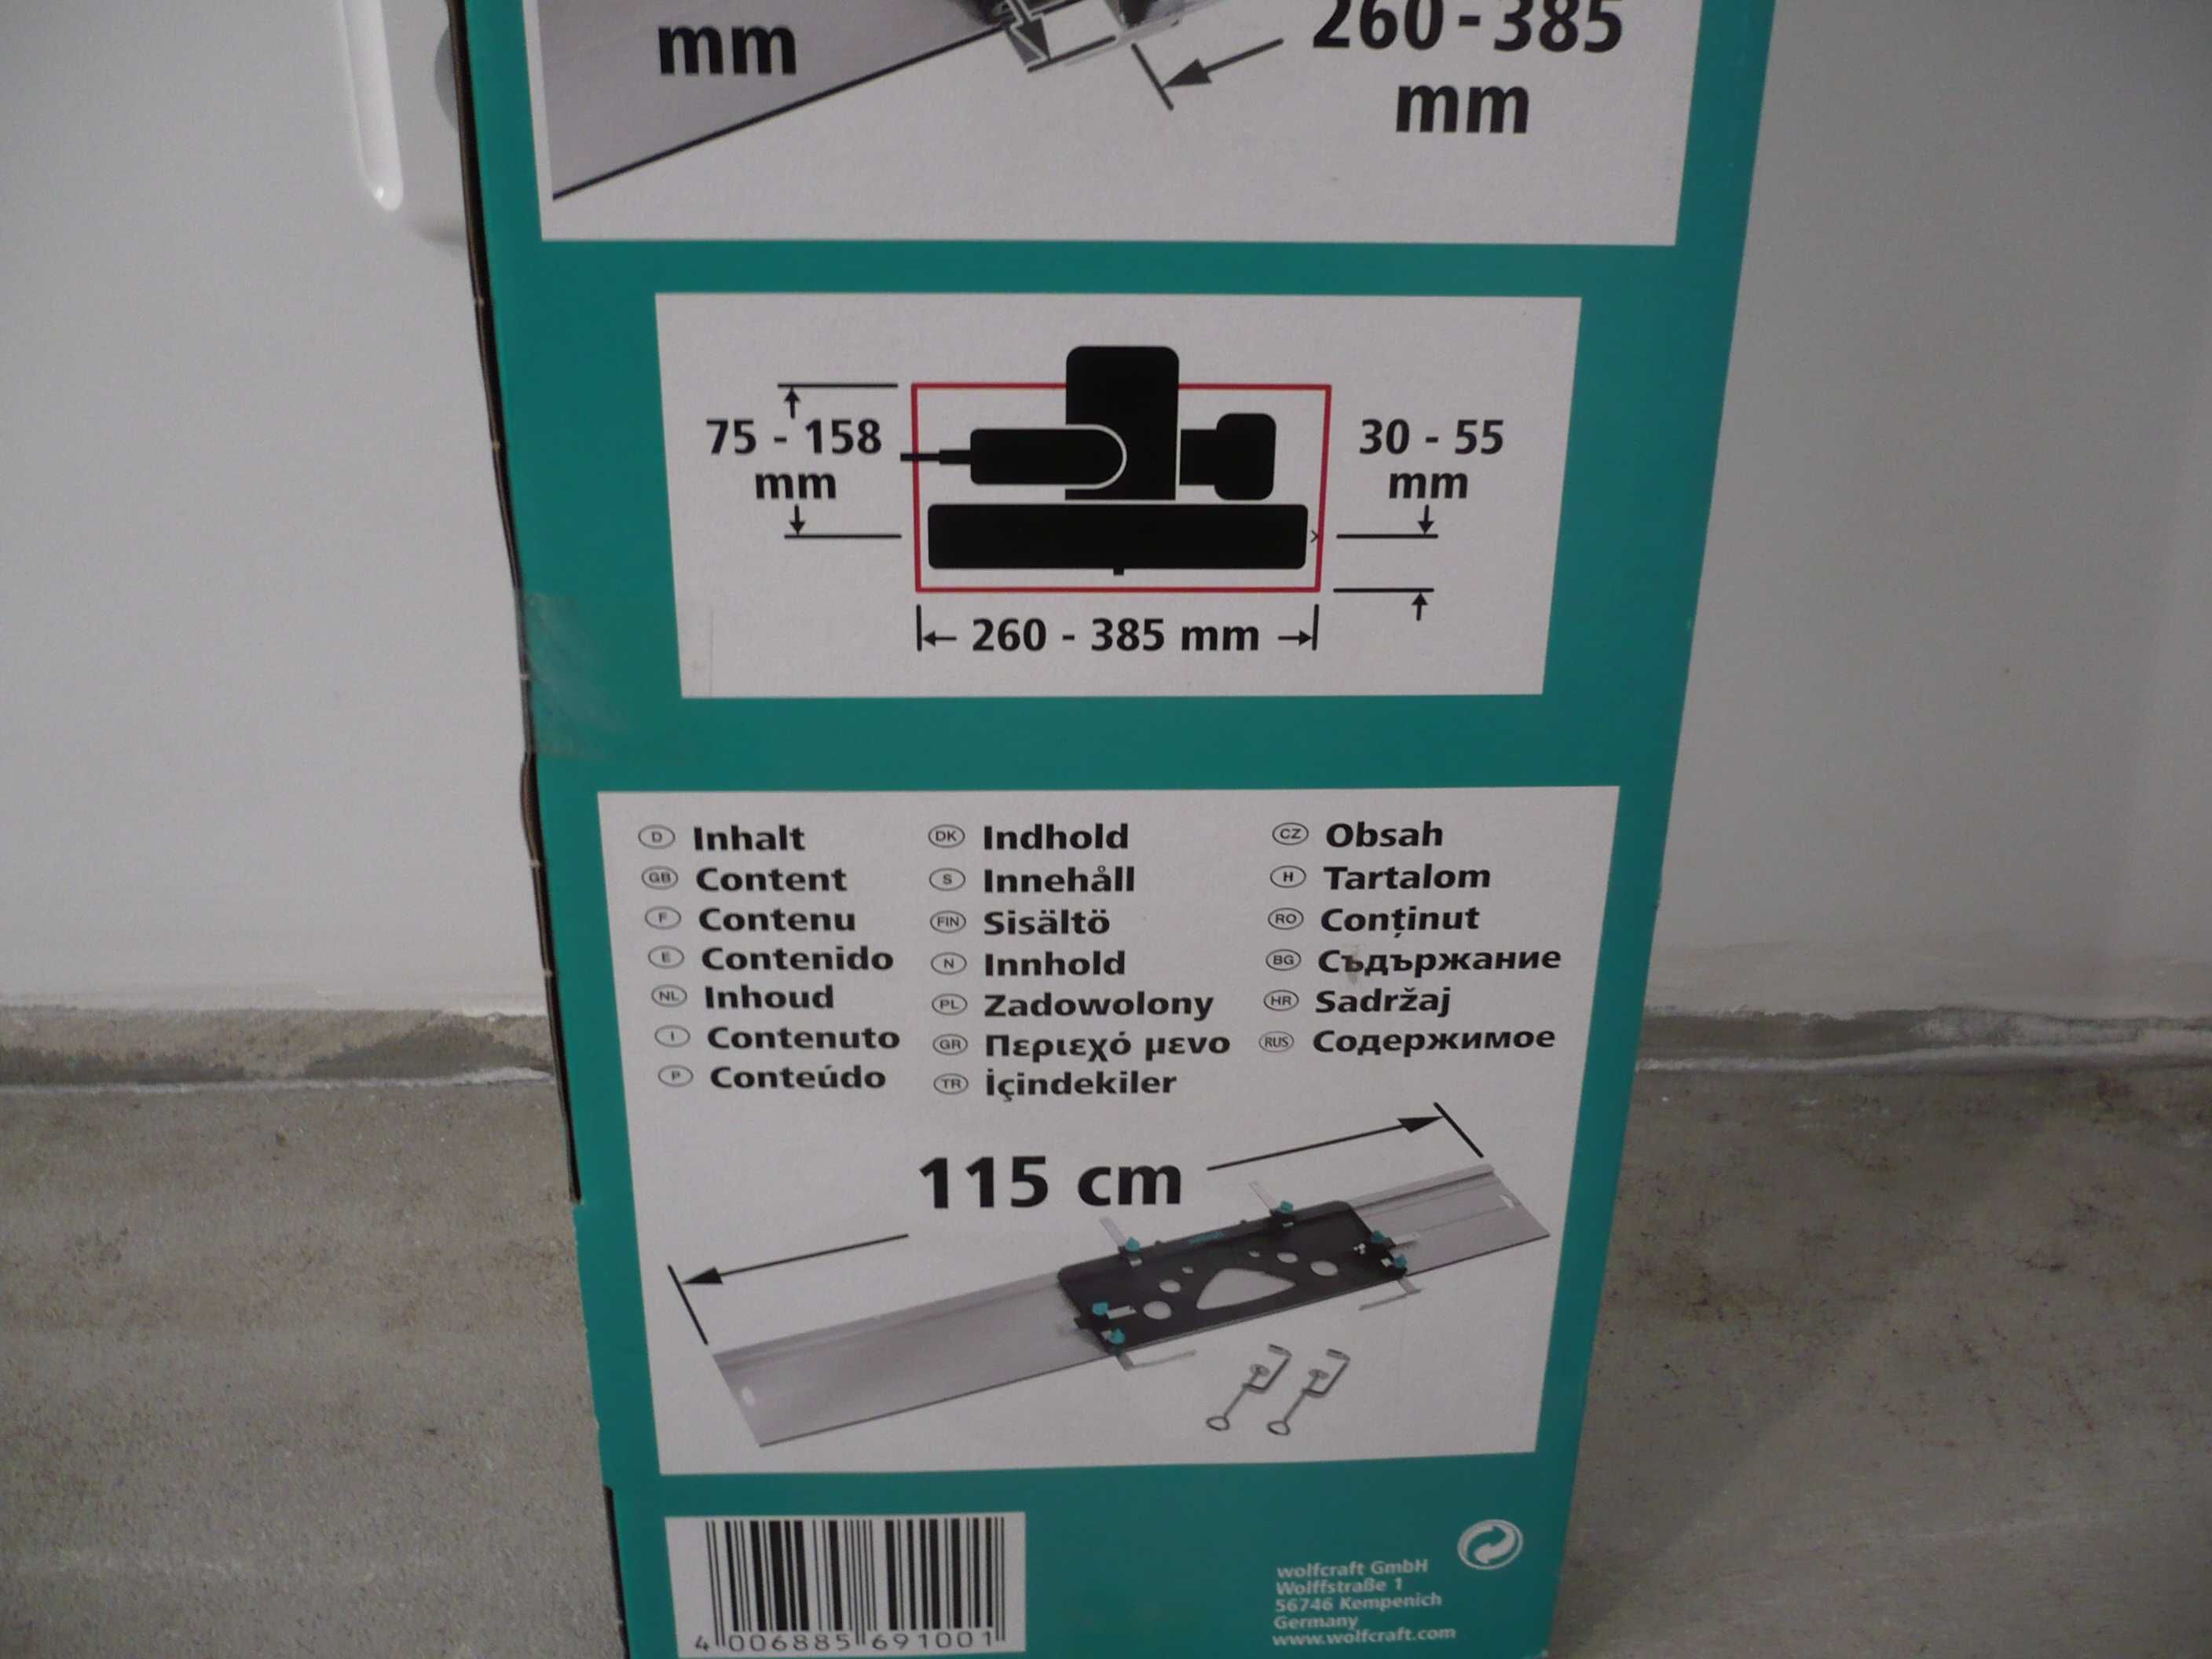 mm
260-385
mm
75 - 158
mm
30 - 55
mm
260 - 385 mm
D Inhalt
GB Content
F Contenu
E Contenido
NL Inhoud
I Contenuto
P Conteúdo
DK Indhold
S Innehåll
FIN Sisältö
N Innhold
PL Zadowolony
GR Περιεχό μενο
TR İçindekiler
CZ Obsah
H Tartalom
RO Conținut
BG Съдържание
HR Sadržaj
RUS Содержимое
115 cm
4 006885 691001
wolfcraft GmbH
Wolffstraße 1
56746 Kempenich
Germany
www.wolfcraft.com